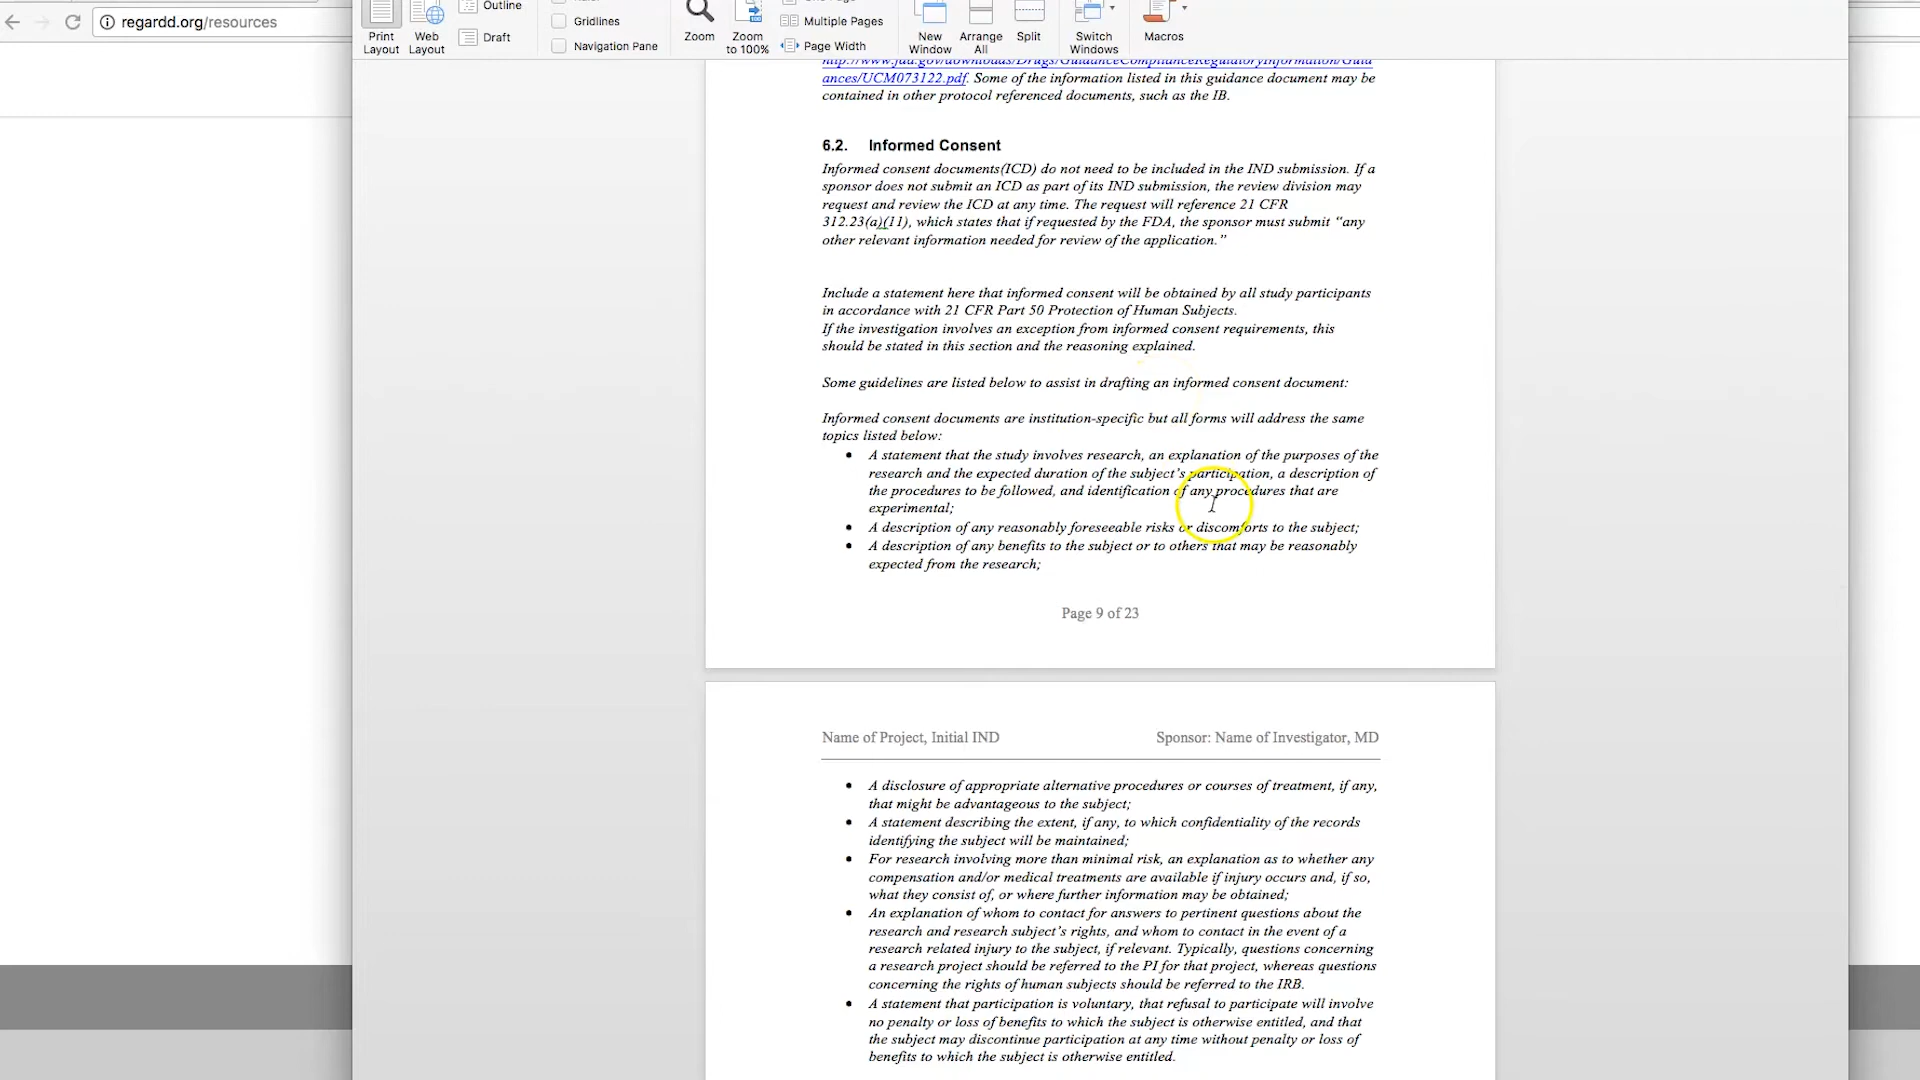 regardd.org/resources
Print Layout
Web Layout
Outline
Draft
Gridlines
Navigation Pane
Zoom
Zoom to 100%
Multiple Pages
Page Width
New Window
Arrange All
Split
Switch Windows
Macros
http://www.fda.gov/downloads/Drugs/GuidanceComplianceRegulatoryInformation/Guid
ances/UCM073122.pdf. Some of the information listed in this guidance document may be
contained in other protocol referenced documents, such as the IB.
6.2. Informed Consent
Informed consent documents(ICD) do not need to be included in the IND submission. If a
sponsor does not submit an ICD as part of its IND submission, the review division may
request and review the ICD at any time. The request will reference 21 CFR
312.23(a)(11), which states that if requested by the FDA, the sponsor must submit “any
other relevant information needed for review of the application.”
Include a statement here that informed consent will be obtained by all study participants
in accordance with 21 CFR Part 50 Protection of Human Subjects.
If the investigation involves an exception from informed consent requirements, this
should be stated in this section and the reasoning explained.
Some guidelines are listed below to assist in drafting an informed consent document:
Informed consent documents are institution-specific but all forms will address the same
topics listed below:
• A statement that the study involves research, an explanation of the purposes of the
research and the expected duration of the subject’s participation, a description of
the procedures to be followed, and identification of any procedures that are
experimental;
• A description of any reasonably foreseeable risks or discomforts to the subject;
• A description of any benefits to the subject or to others that may be reasonably
expected from the research;
Page 9 of 23
Name of Project, Initial IND Sponsor: Name of Investigator, MD
• A disclosure of appropriate alternative procedures or courses of treatment, if any,
that might be advantageous to the subject;
• A statement describing the extent, if any, to which confidentiality of the records
identifying the subject will be maintained;
• For research involving more than minimal risk, an explanation as to whether any
compensation and/or medical treatments are available if injury occurs and, if so,
what they consist of, or where further information may be obtained;
• An explanation of whom to contact for answers to pertinent questions about the
research and research subject’s rights, and whom to contact in the event of a
research related injury to the subject, if relevant. Typically, questions concerning
a research project should be referred to the PI for that project, whereas questions
concerning the rights of human subjects should be referred to the IRB.
• A statement that participation is voluntary, that refusal to participate will involve
no penalty or loss of benefits to which the subject is otherwise entitled, and that
the subject may discontinue participation at any time without penalty or loss of
benefits to which the subject is otherwise entitled.